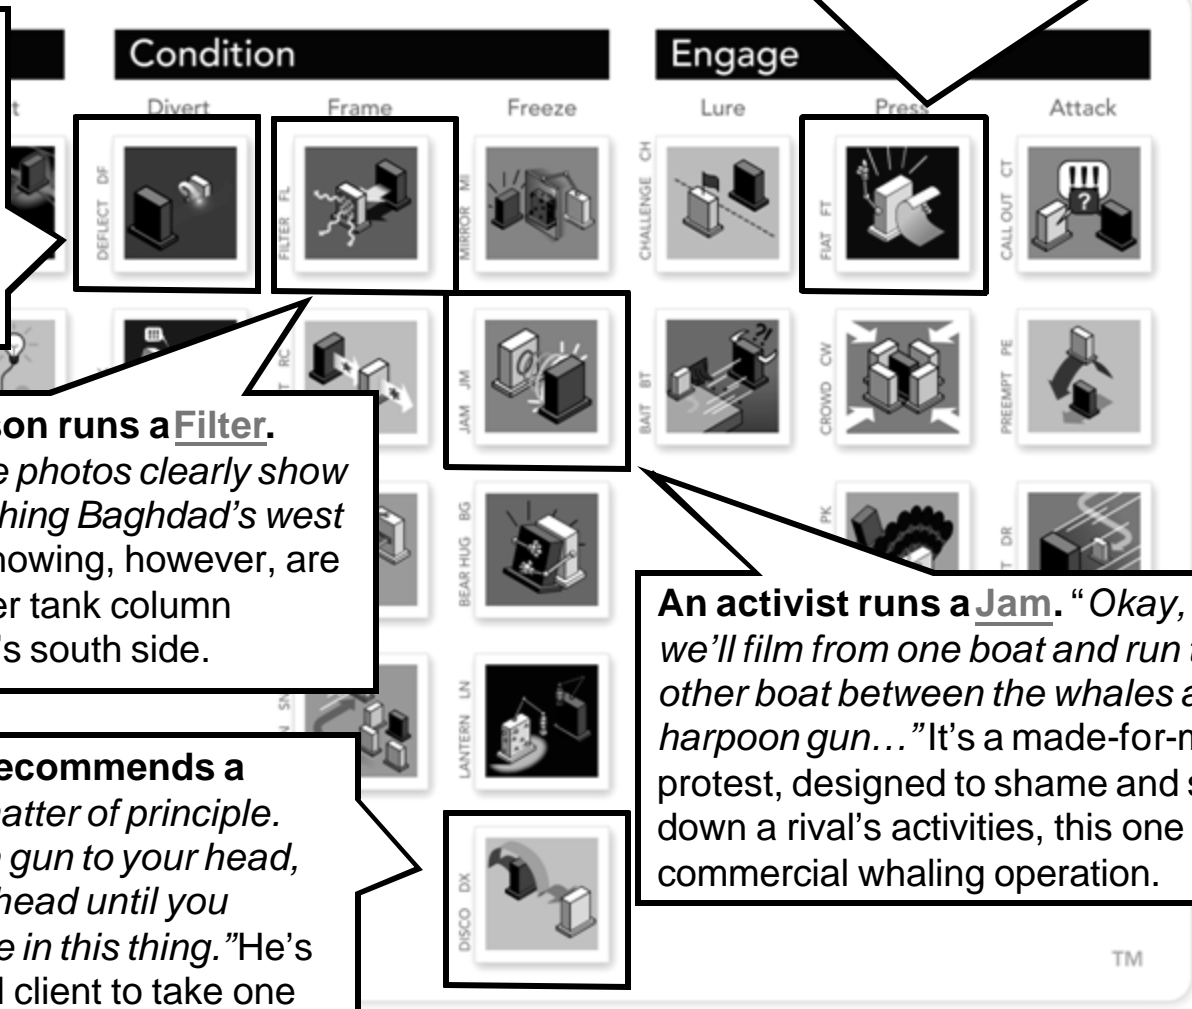 Condition
Engage
t
Divert
Frame
Freeze
Lure
Press
Attack
DEFLECT DF
FILTER FL
MIRROR MI
CHALLENGE CH
FIAT FT
CALL OUT CT
?
!!!
RC
JAM JM
BAIT BT
?!
CROWD CW
PREEMPT PE
son runs a Filter.
e photos clearly show
hing Baghdad’s west
nowing, however, are
er tank column
’s south side.
BEAR HUG BG
PK
DR
An activist runs a Jam. “Okay,
we’ll film from one boat and run
other boat between the whales a
harpoon gun…” It's a made-for-m
protest, designed to shame and s
down a rival’s activities, this one
commercial whaling operation.
SN
LANTERN LN
ecommends a
atter of principle.
gun to your head,
head until you
e in this thing.” He’s
client to take one
DISCO DX
TM